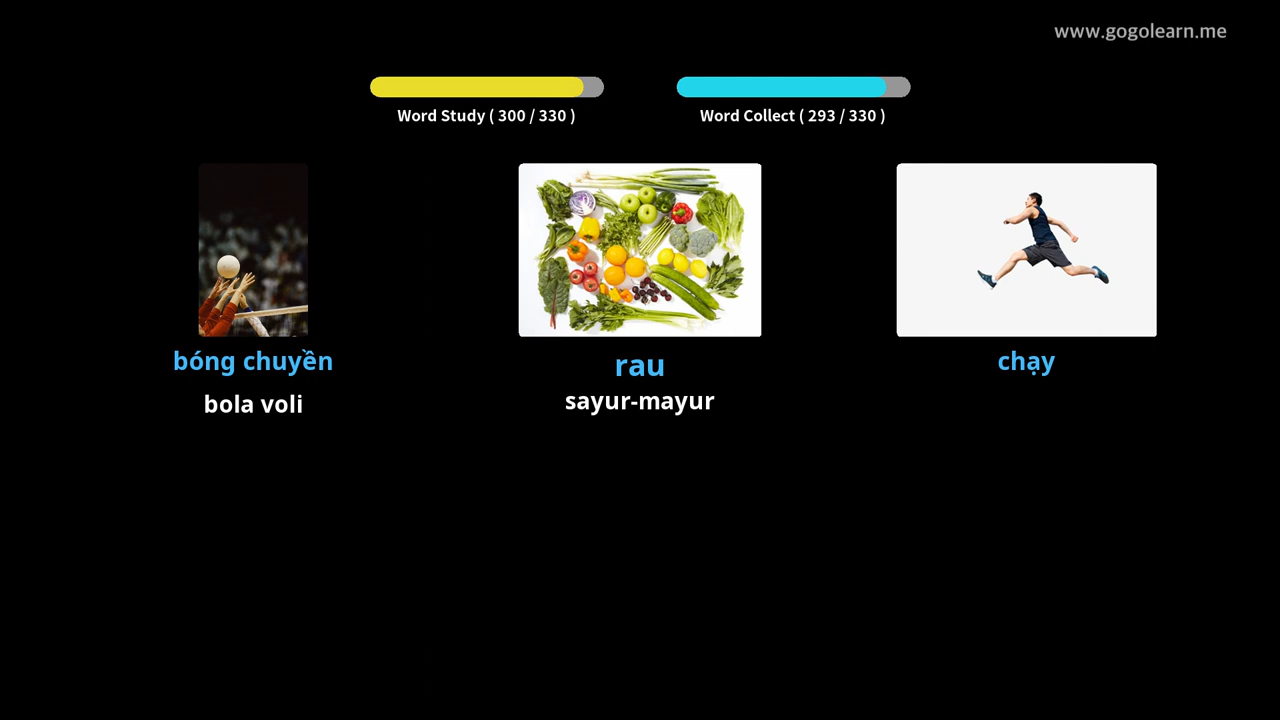 www.gogolearn.me
Word Study ( 300 / 330 )
Word Collect ( 293 / 330 )
bóng chuyền
bola voli
rau
sayur-mayur
chạy